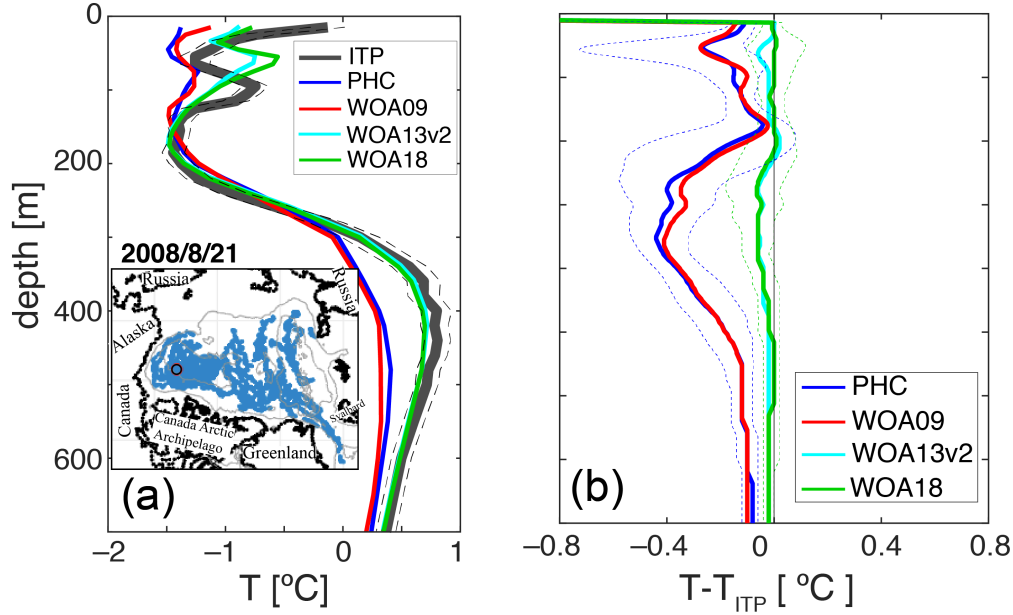 0
200
400
600
depth [m]
ITP
PHC
WOA09
WOA13v2
WOA18
2008/8/21
Russia
Russia
Alaska
Canada
Canada Arctic
Archipelago
Greenland
Svalbard
(a)
−2
−1
0
1
T [ºC]
PHC
WOA09
WOA13v2
WOA18
(b)
−0.8
−0.4
0
0.4
0.8
T-T_ITP [ ºC ]